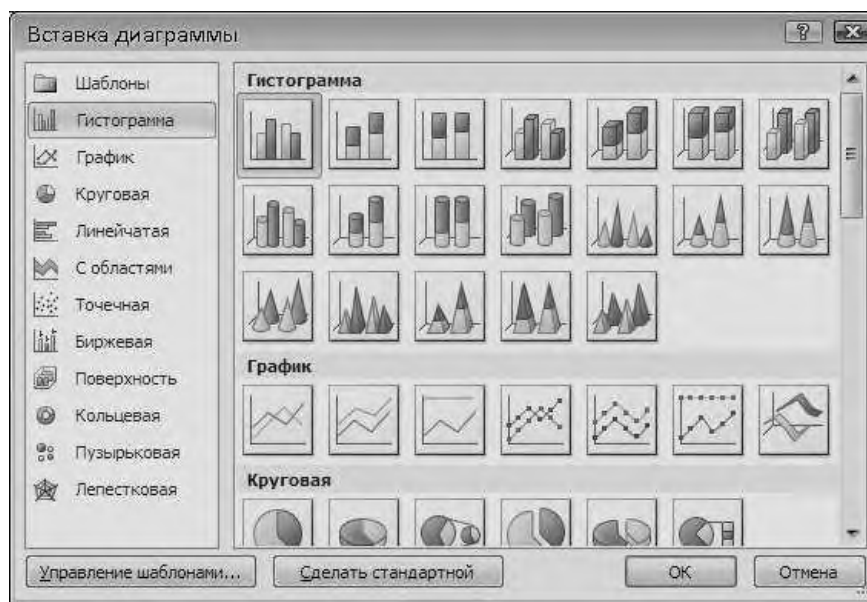 Вставка диаграммы
Шаблоны
Гистограмма
График
Круговая
Линейчатая
С областями
Точечная
Биржевая
Поверхность
Кольцевая
Пузырьковая
Лепестковая
Гистограмма
График
Круговая
Управление шаблонами...
Сделать стандартной
ОК
Отмена